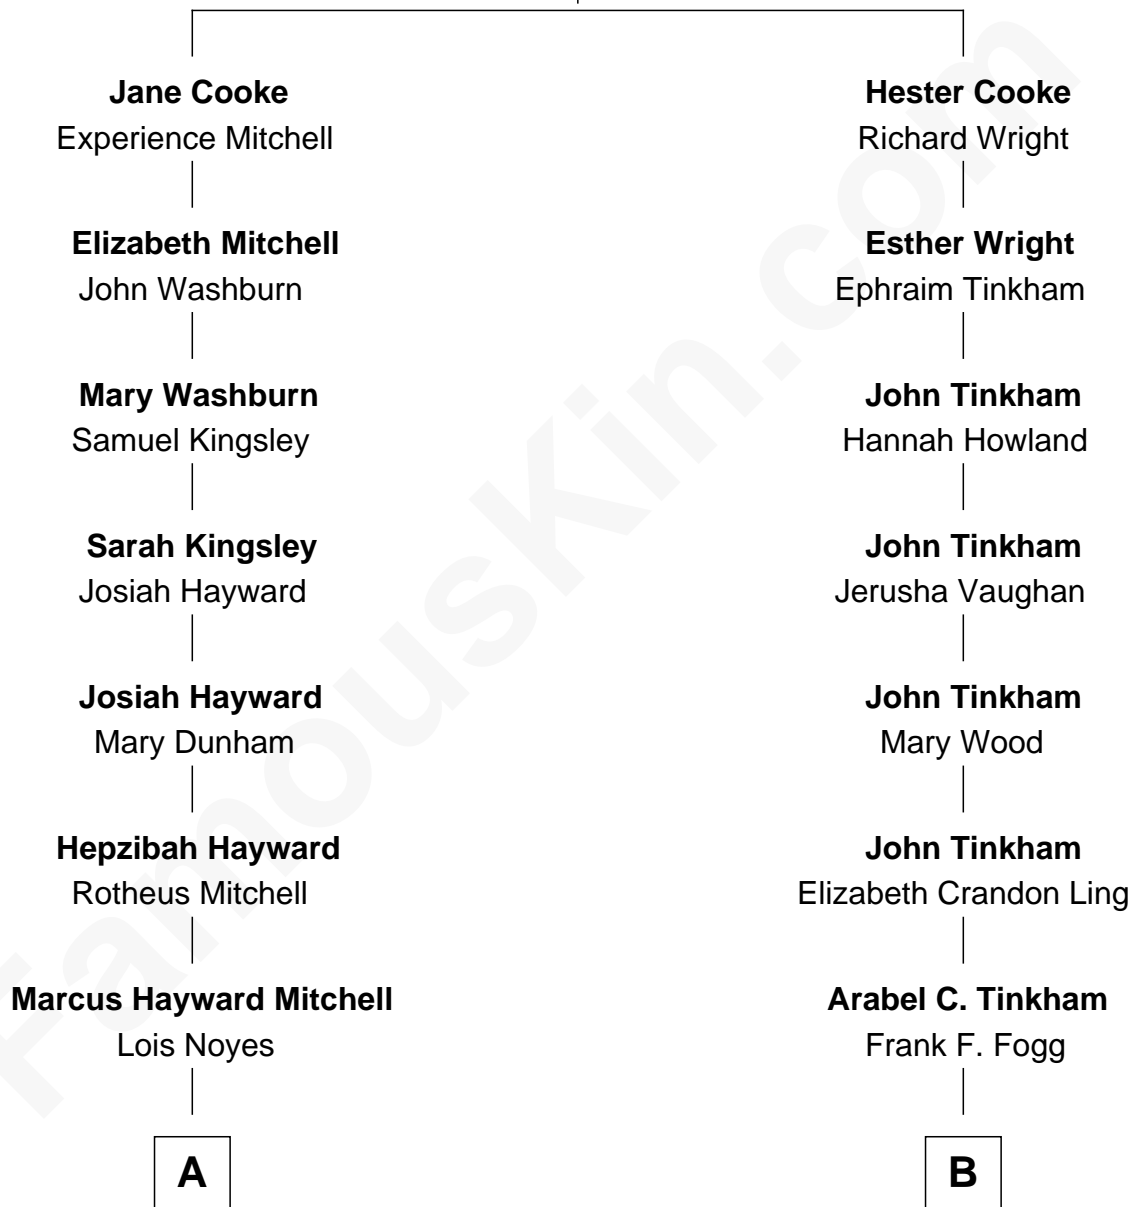 Jane Cooke
Experience Mitchell
Elizabeth Mitchell
John Washburn
Mary Washburn
Samuel Kingsley
Sarah Kingsley
Josiah Hayward
Josiah Hayward
Mary Dunham
Hepzibah Hayward
Rotheus Mitchell
Marcus Hayward Mitchell
Lois Noyes
A
Hester Cooke
Richard Wright
Esther Wright
Ephraim Tinkham
John Tinkham
Hannah Howland
John Tinkham
Jerusha Vaughan
John Tinkham
Mary Wood
John Tinkham
Elizabeth Crandon Ling
Arabel C. Tinkham
Frank F. Fogg
B
FamousKin.com